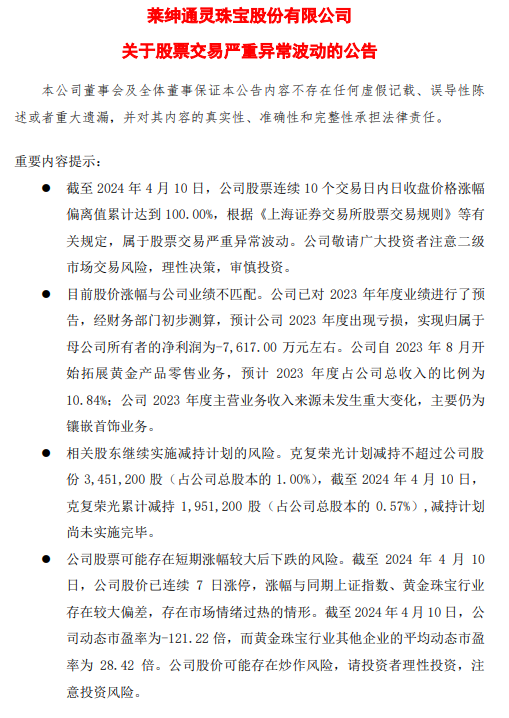 莱绅通灵珠宝股份有限公司
关于股票交易严重异常波动的公告
本公司董事会及全体董事保证本公告内容不存在任何虚假记载、误导性陈
述或者重大遗漏，并对其内容的真实性、准确性和完整性承担法律责任。
重要内容提示：
● 截至 2024 年 4 月 10 日，公司股票连续 10 个交易日内日收盘价格涨幅
偏离值累计达到 100.00%，根据《上海证券交易所股票交易规则》等有
关规定，属于股票交易严重异常波动。公司敬请广大投资者注意二级
市场交易风险，理性决策，审慎投资。
● 目前股价涨幅与公司业绩不匹配。公司已对 2023 年年度业绩进行了预
告，经财务部门初步测算，预计公司 2023 年度出现亏损，实现归属于
母公司所有者的净利润为-7,617.00 万元左右。公司自 2023 年 8 月开
始拓展黄金产品零售业务，预计 2023 年度占公司总收入的比例为
10.84%；公司 2023 年度主营业务收入来源未发生重大变化，主要仍为
镶嵌首饰业务。
● 相关股东继续实施减持计划的风险。克复荣光计划减持不超过公司股
份 3,451,200 股（占公司总股本的 1.00%），截至 2024 年 4 月 10 日，
克复荣光累计减持 1,951,200 股（占公司总股本的 0.57%）,减持计划
尚未实施完毕。
● 公司股票可能存在短期涨幅较大后下跌的风险。截至 2024 年 4 月 10
日，公司股价已连续 7 日涨停，涨幅与同期上证指数、黄金珠宝行业
存在较大偏差，存在市场情绪过热的情形。截至 2024 年 4 月 10 日，公
司动态市盈率为-121.22 倍，而黄金珠宝行业其他企业的平均动态市盈
率为 28.42 倍。公司股价可能存在炒作风险，请投资者理性投资，注
意投资风险。